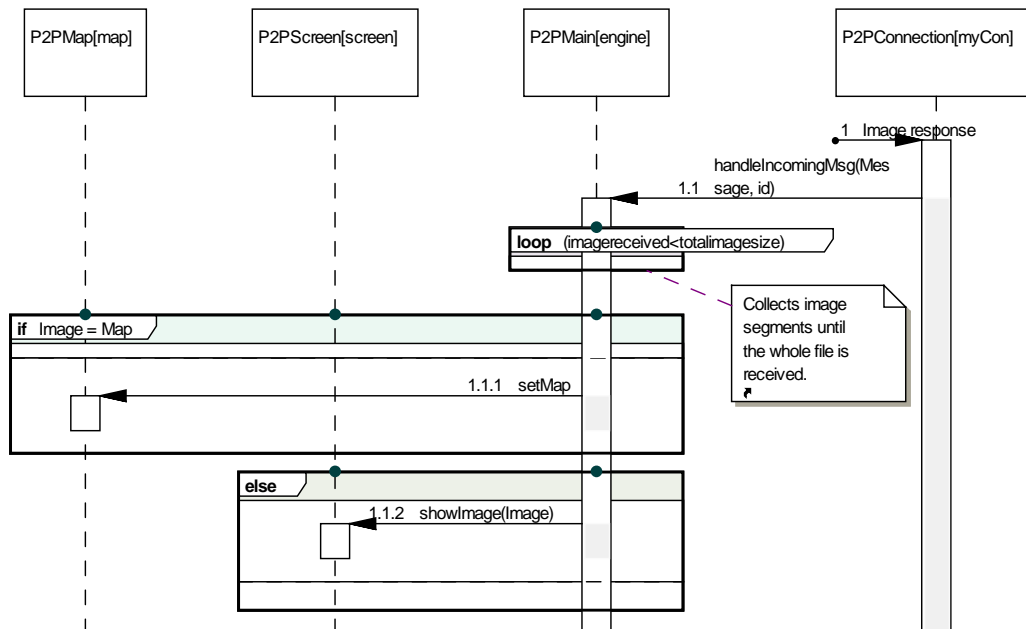 P2PMap[map]
P2PScreen[screen]
P2PMain[engine]
P2PConnection[myCon]
1 Image response
handleIncomingMsg(Mes
1.1 sage, id)
loop (imagereceived<totalimagesize)
Collects image
segments until
the whole file is
received.
if Image = Map
1.1.1 setMap
else
1.1.2 showImage(Image)